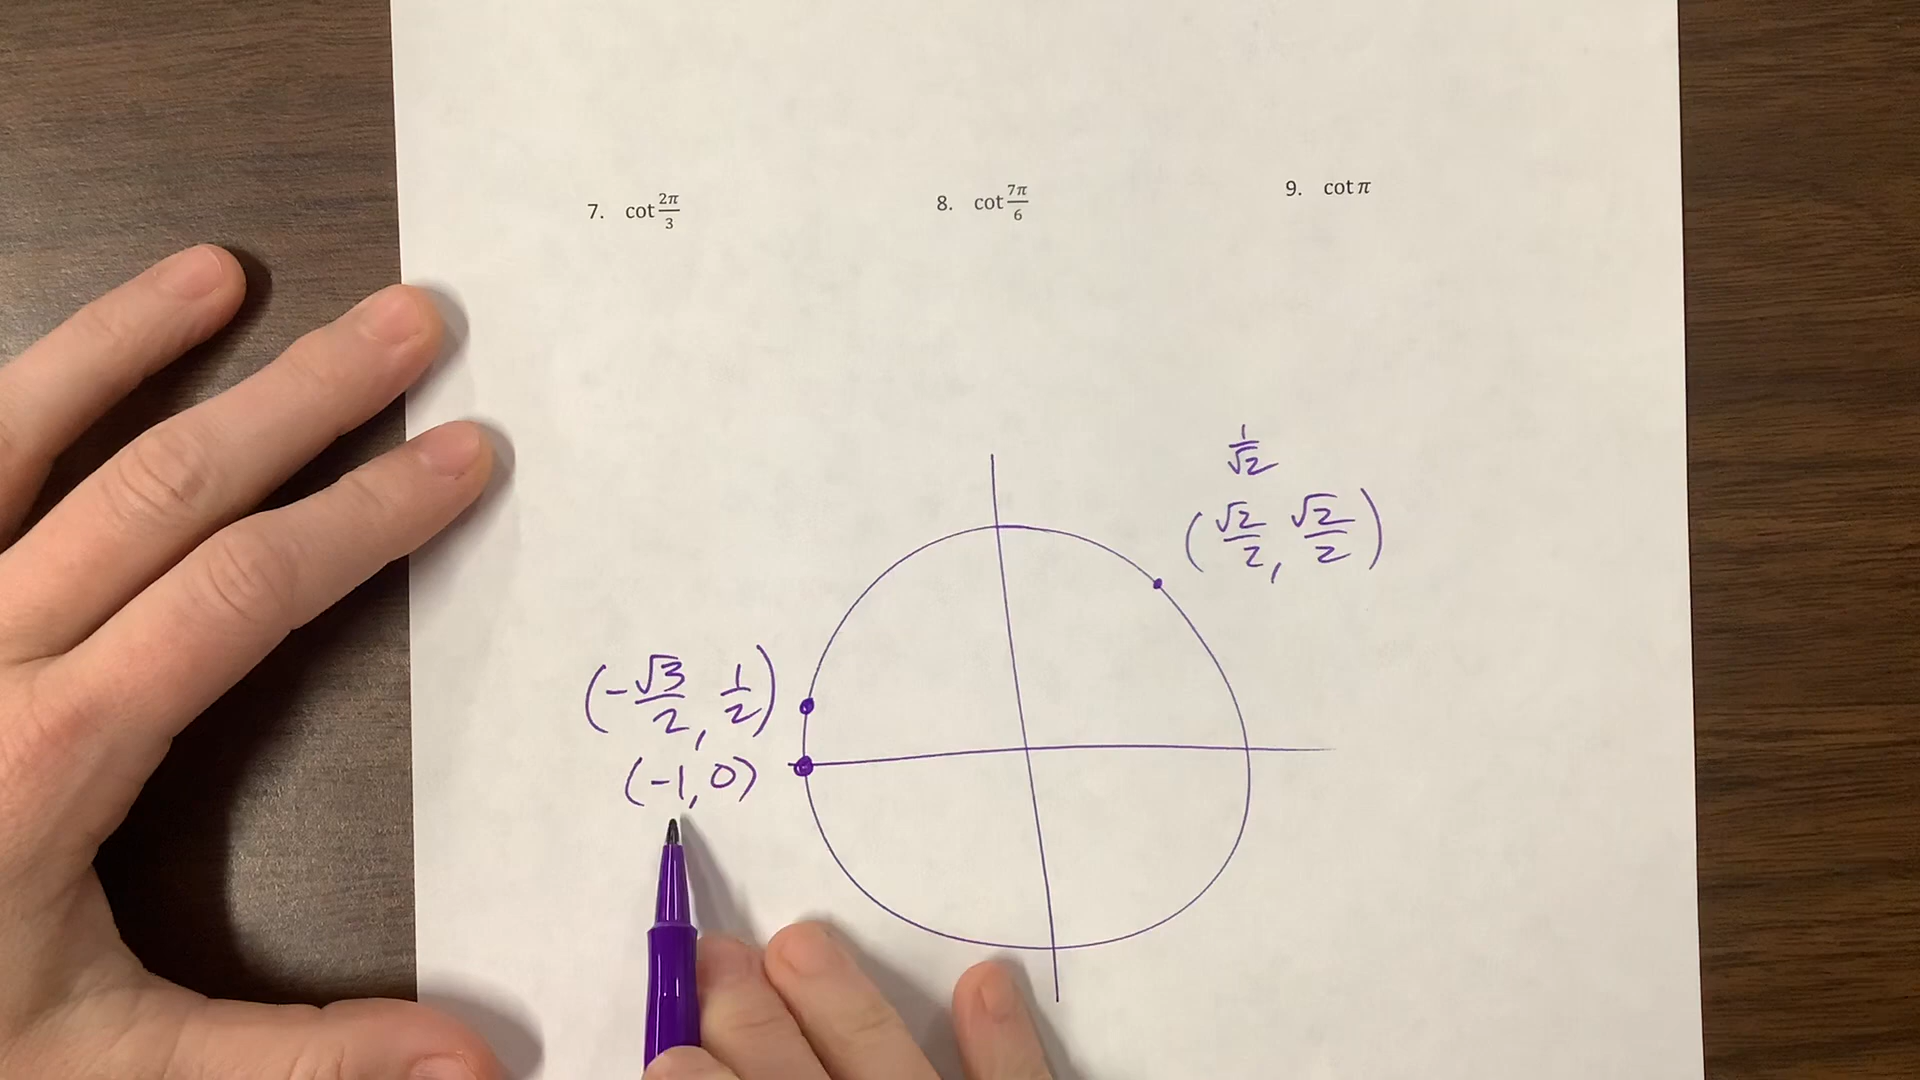 7. cot 2π/3
8. cot 7π/6
9. cot π
1/√2
(√2/2, √2/2)
(-√3/2, 1/2)
(-1, 0)